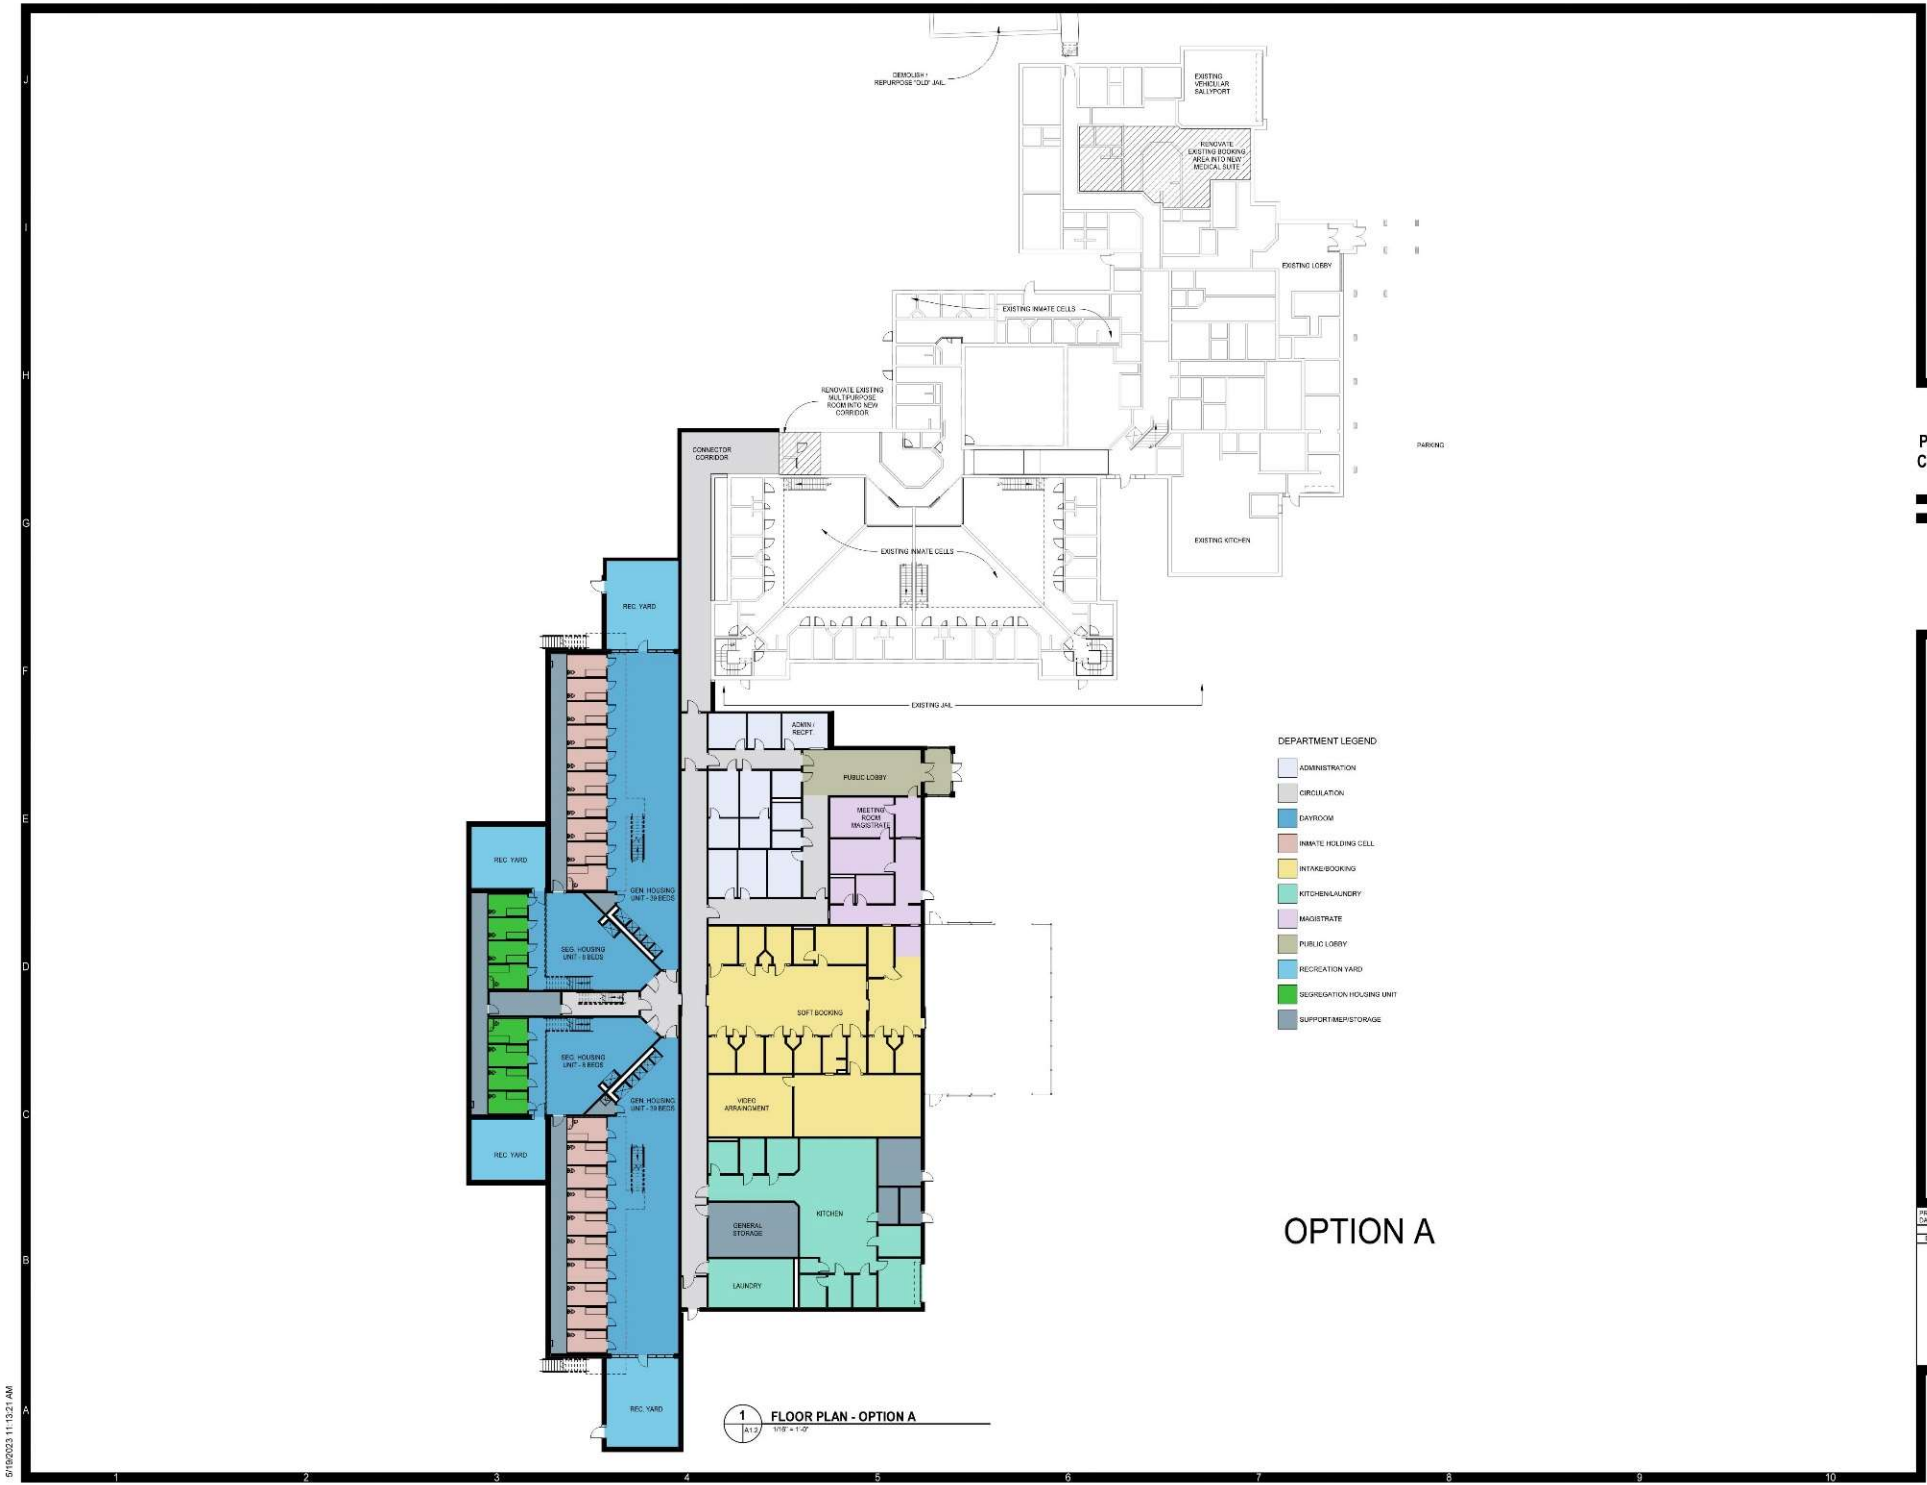 J
I
H
G
F
E
D
C
B
A
DEMOLISH /
REPURPOSE "OLD" JAIL
EXISTING
VEHICULAR
SALLYPORT
RENOVATE
EXISTING BOOKING
AREA INTO NEW
MEDICAL SUITE
EXISTING LOBBY
EXISTING INMATE CELLS
RENOVATE EXISTING
MULTIPURPOSE
ROOM INTO NEW
CORRIDOR
CONNECTOR
CORRIDOR
PARKING
P
C
EXISTING KITCHEN
EXISTING INMATE CELLS
REC. YARD
EXISTING JAIL
ADMIN /
RECPT.
PUBLIC LOBBY
MEETING
ROOM
MAGISTRATE
REC. YARD
GEN. HOUSING
UNIT - 39 BEDS
SEG. HOUSING
UNIT - 8 BEDS
SOFT BOOKING
SEG. HOUSING
UNIT - 8 BEDS
GEN. HOUSING
UNIT - 39 BEDS
VIDEO
ARRAINGMENT
REC. YARD
KITCHEN
GENERAL
STORAGE
LAUNDRY
REC. YARD
DEPARTMENT LEGEND
ADMINISTRATION
CIRCULATION
DAYROOM
INMATE HOLDING CELL
INTAKE/BOOKING
KITCHEN/LAUNDRY
MAGISTRATE
PUBLIC LOBBY
RECREATION YARD
SEGREGATION HOUSING UNIT
SUPPORT/MEP/STORAGE
OPTION A
1
A1.2
FLOOR PLAN - OPTION A
1/16" = 1'-0"
5/19/2023 11:13:21 AM
1 2 3 4 5 6 7 8 9 10